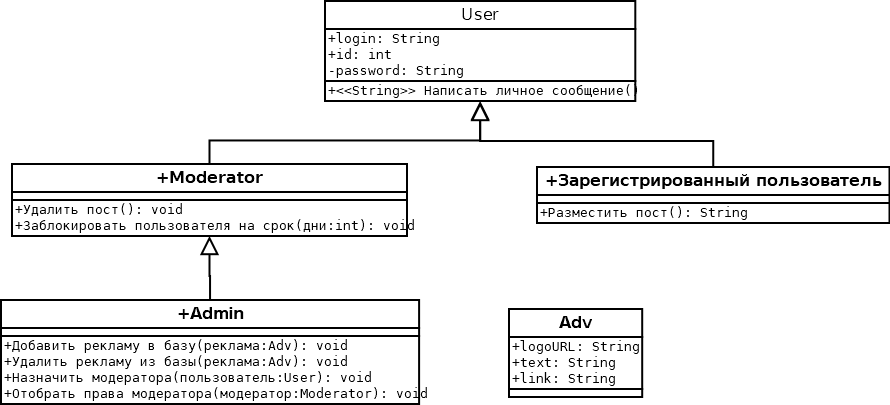 User
+login: String
+id: int
-password: String
+<<String>> Написать личное сообщение()
+Moderator
+Удалить пост(): void
+Заблокировать пользователя на срок(дни:int): void
+Зарегистрированный пользователь
+Разместить пост(): String
+Admin
+Добавить рекламу в базу(реклама:Adv): void
+Удалить рекламу из базы(реклама:Adv): void
+Назначить модератора(пользователь:User): void
+Отобрать права модератора(модератор:Moderator): void
Adv
+logoURL: String
+text: String
+link: String